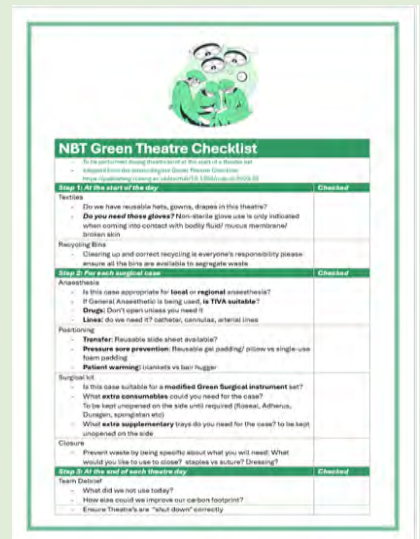 NBT Green Theatre Checklist
- To be performed during theatre brief at the start of a theatre list
- Adapted from the intercollegiate Green Theatre Checklist:
Step 1: At the start of the day Checked
Textiles
- Do we have reusable hats, gowns, drapes in this theatre?
- Do you need those gloves? Non-sterile glove use is only indicated
when coming into contact with bodily fluid/ mucous membrane/
broken skin
Recycling Bins
- Clearing up and correct recycling is everyone's responsibility please
ensure all the bins are available to segregate waste
Step 2: For each surgical case
Anaesthesia
- Is this case appropriate for local or regional anaesthesia?
- If General Anaesthetic is being used, is TIVA suitable?
- Drugs: Don't open unless you need it
- Lines: do we need it? catheter, cannulas, arterial lines
Positioning
- Transfer: Reusable slide sheet available?
- Pressure sore prevention: Reusable gel padding/ pillow vs single-use
foam padding
- Patient warming: blankets vs bair hugger
Surgical kit
- Is this case suitable for a modified Green Surgical instrument set?
- What extra consumables could you need for the case?
To be kept unopened on the side until required (floseal, Adherus,
Duragen, spongistan etc)
- What extra supplementary trays do you need for the case? to be kept
unopened on the side
Closure
- Prevent waste by being specific about what you will need: What
would you like to use to close? staples vs suture? Dressing?
Step 3: At the end of each theatre day Checked
Team Debrief
- What did we not use today?
- How else could we improve our carbon footprint?
- Ensure Theatre's are "shut down" correctly